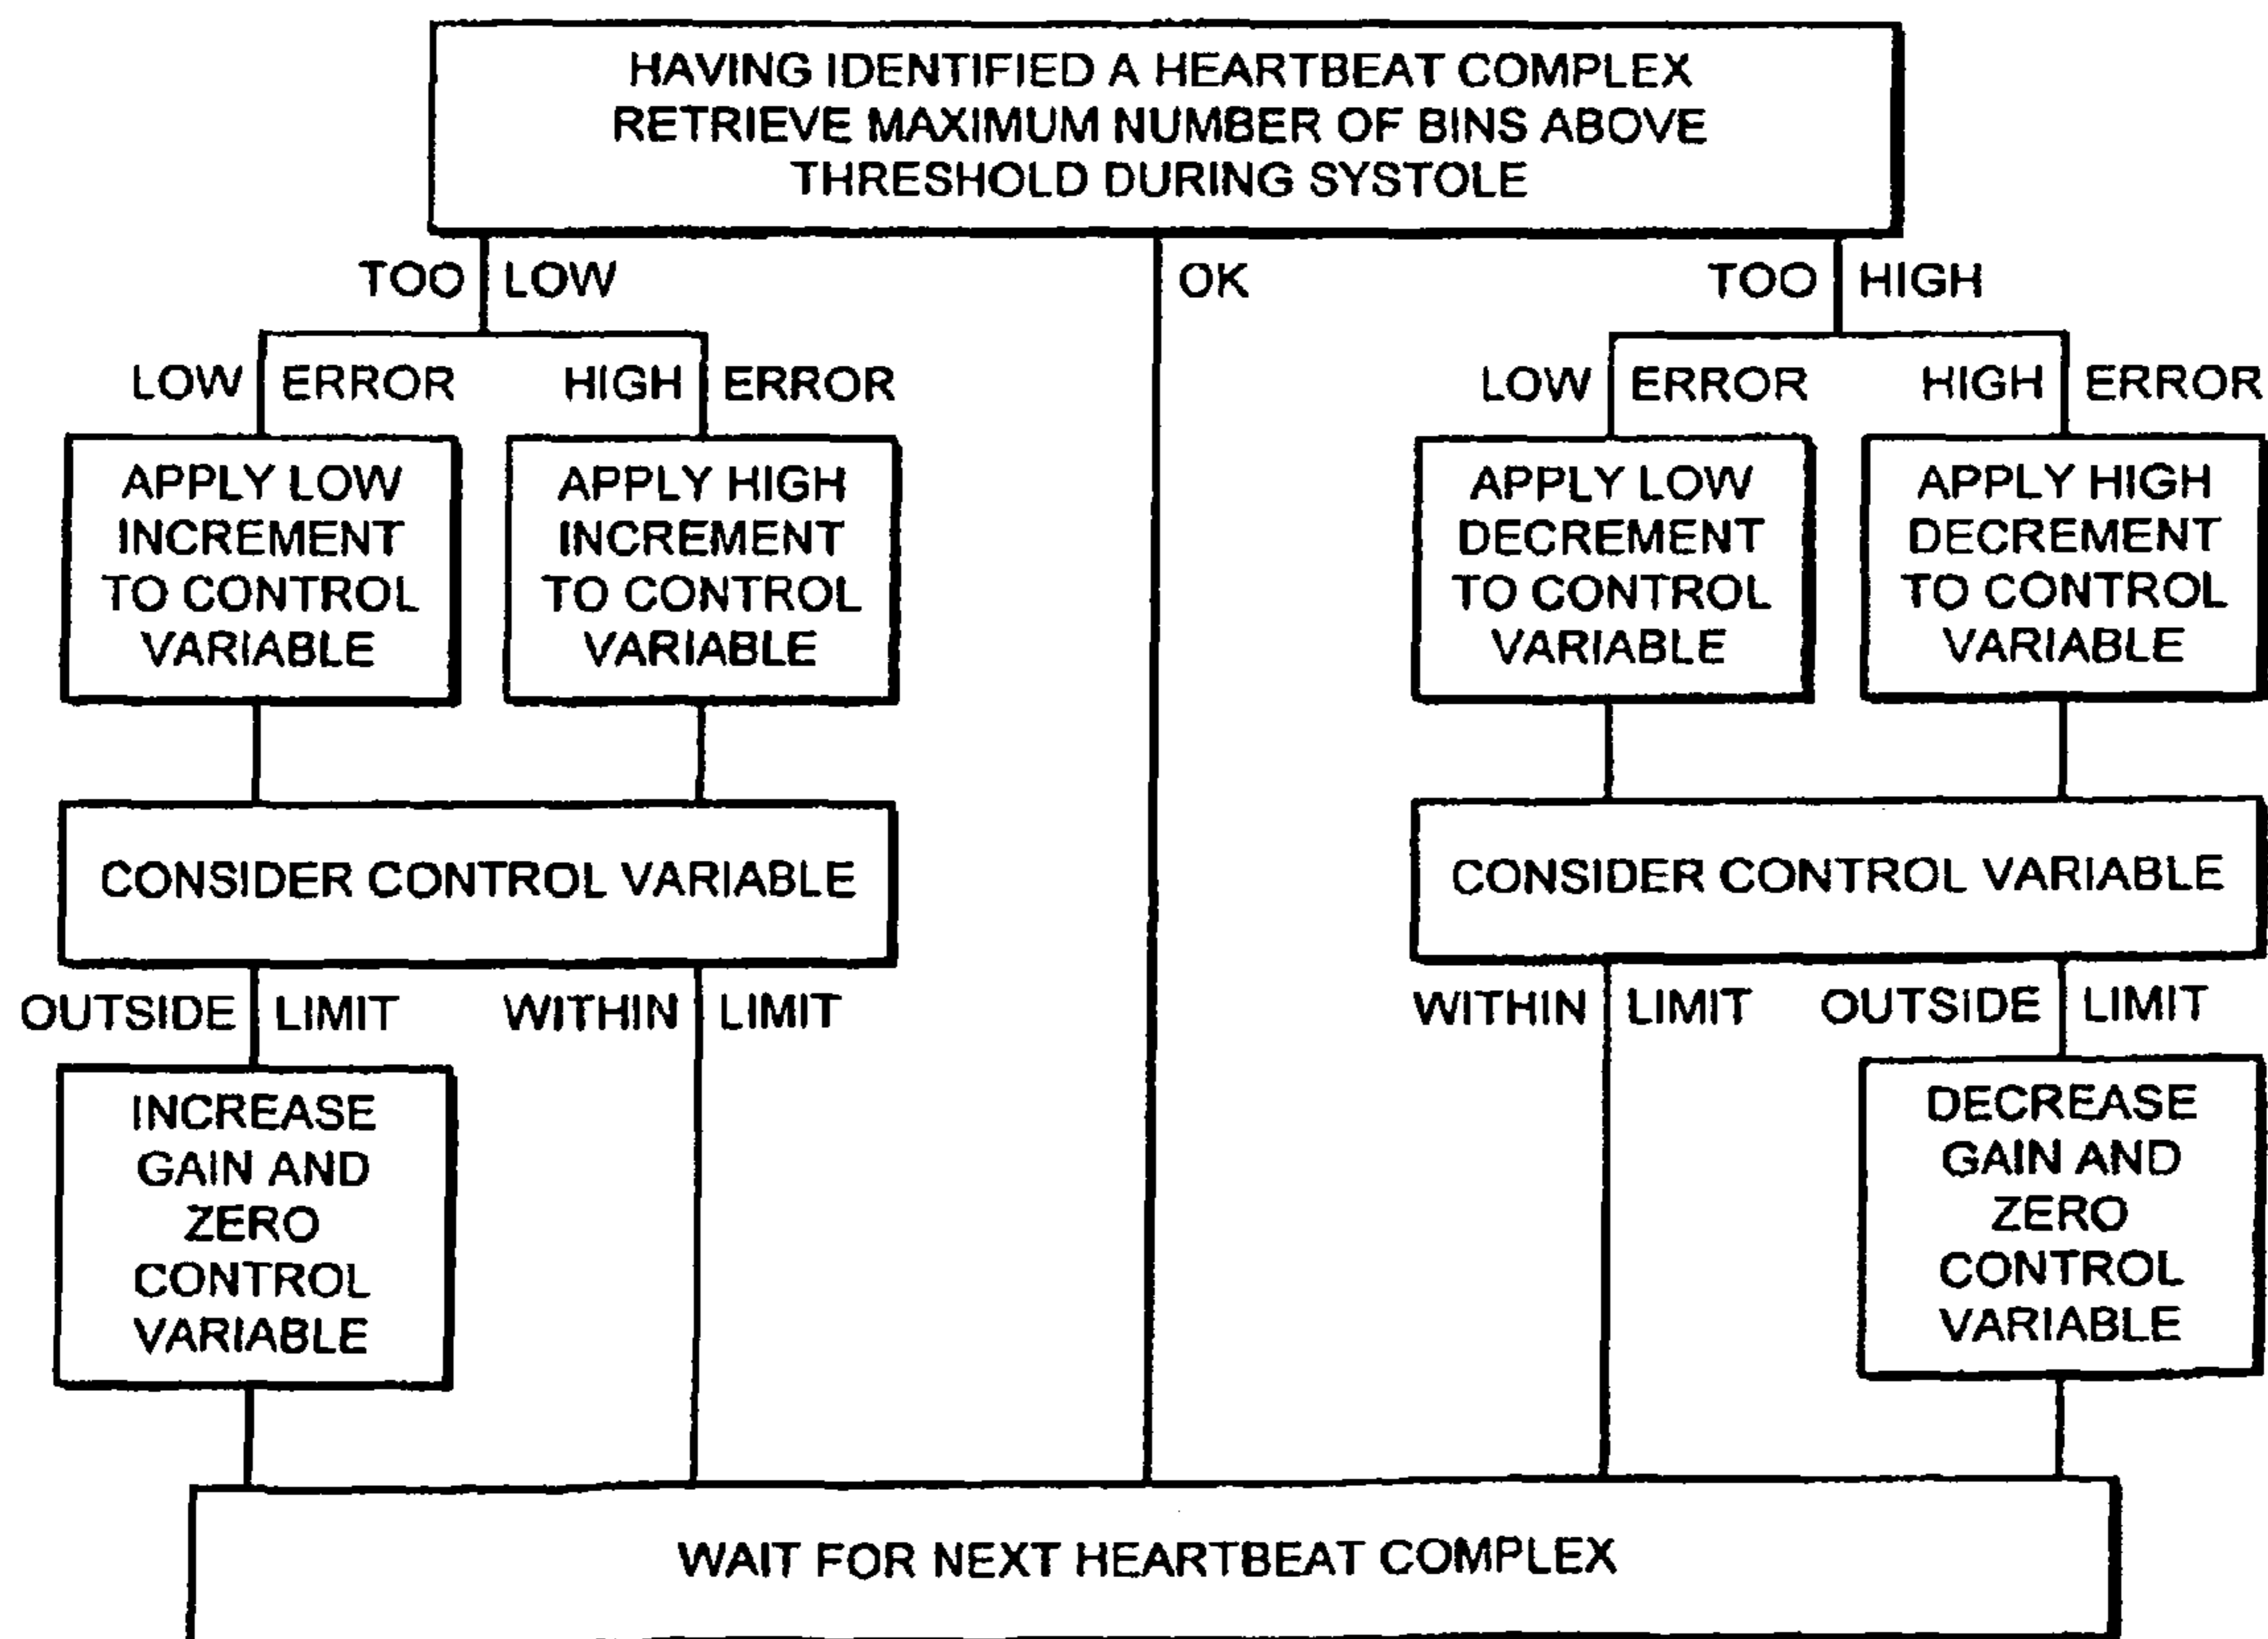 HAVING IDENTIFIED A HEARTBEAT COMPLEX
RETRIEVE MAXIMUM NUMBER OF BINS ABOVE
THRESHOLD DURING SYSTOLE
TOO LOW
OK
TOO HIGH
LOW ERROR
HIGH ERROR
LOW ERROR
HIGH ERROR
APPLY LOW
INCREMENT
TO CONTROL
VARIABLE
APPLY HIGH
INCREMENT
TO CONTROL
VARIABLE
APPLY LOW
DECREMENT
TO CONTROL
VARIABLE
APPLY HIGH
DECREMENT
TO CONTROL
VARIABLE
CONSIDER CONTROL VARIABLE
CONSIDER CONTROL VARIABLE
OUTSIDE LIMIT
WITHIN LIMIT
WITHIN LIMIT
OUTSIDE LIMIT
INCREASE
GAIN AND
ZERO
CONTROL
VARIABLE
DECREASE
GAIN AND
ZERO
CONTROL
VARIABLE
WAIT FOR NEXT HEARTBEAT COMPLEX